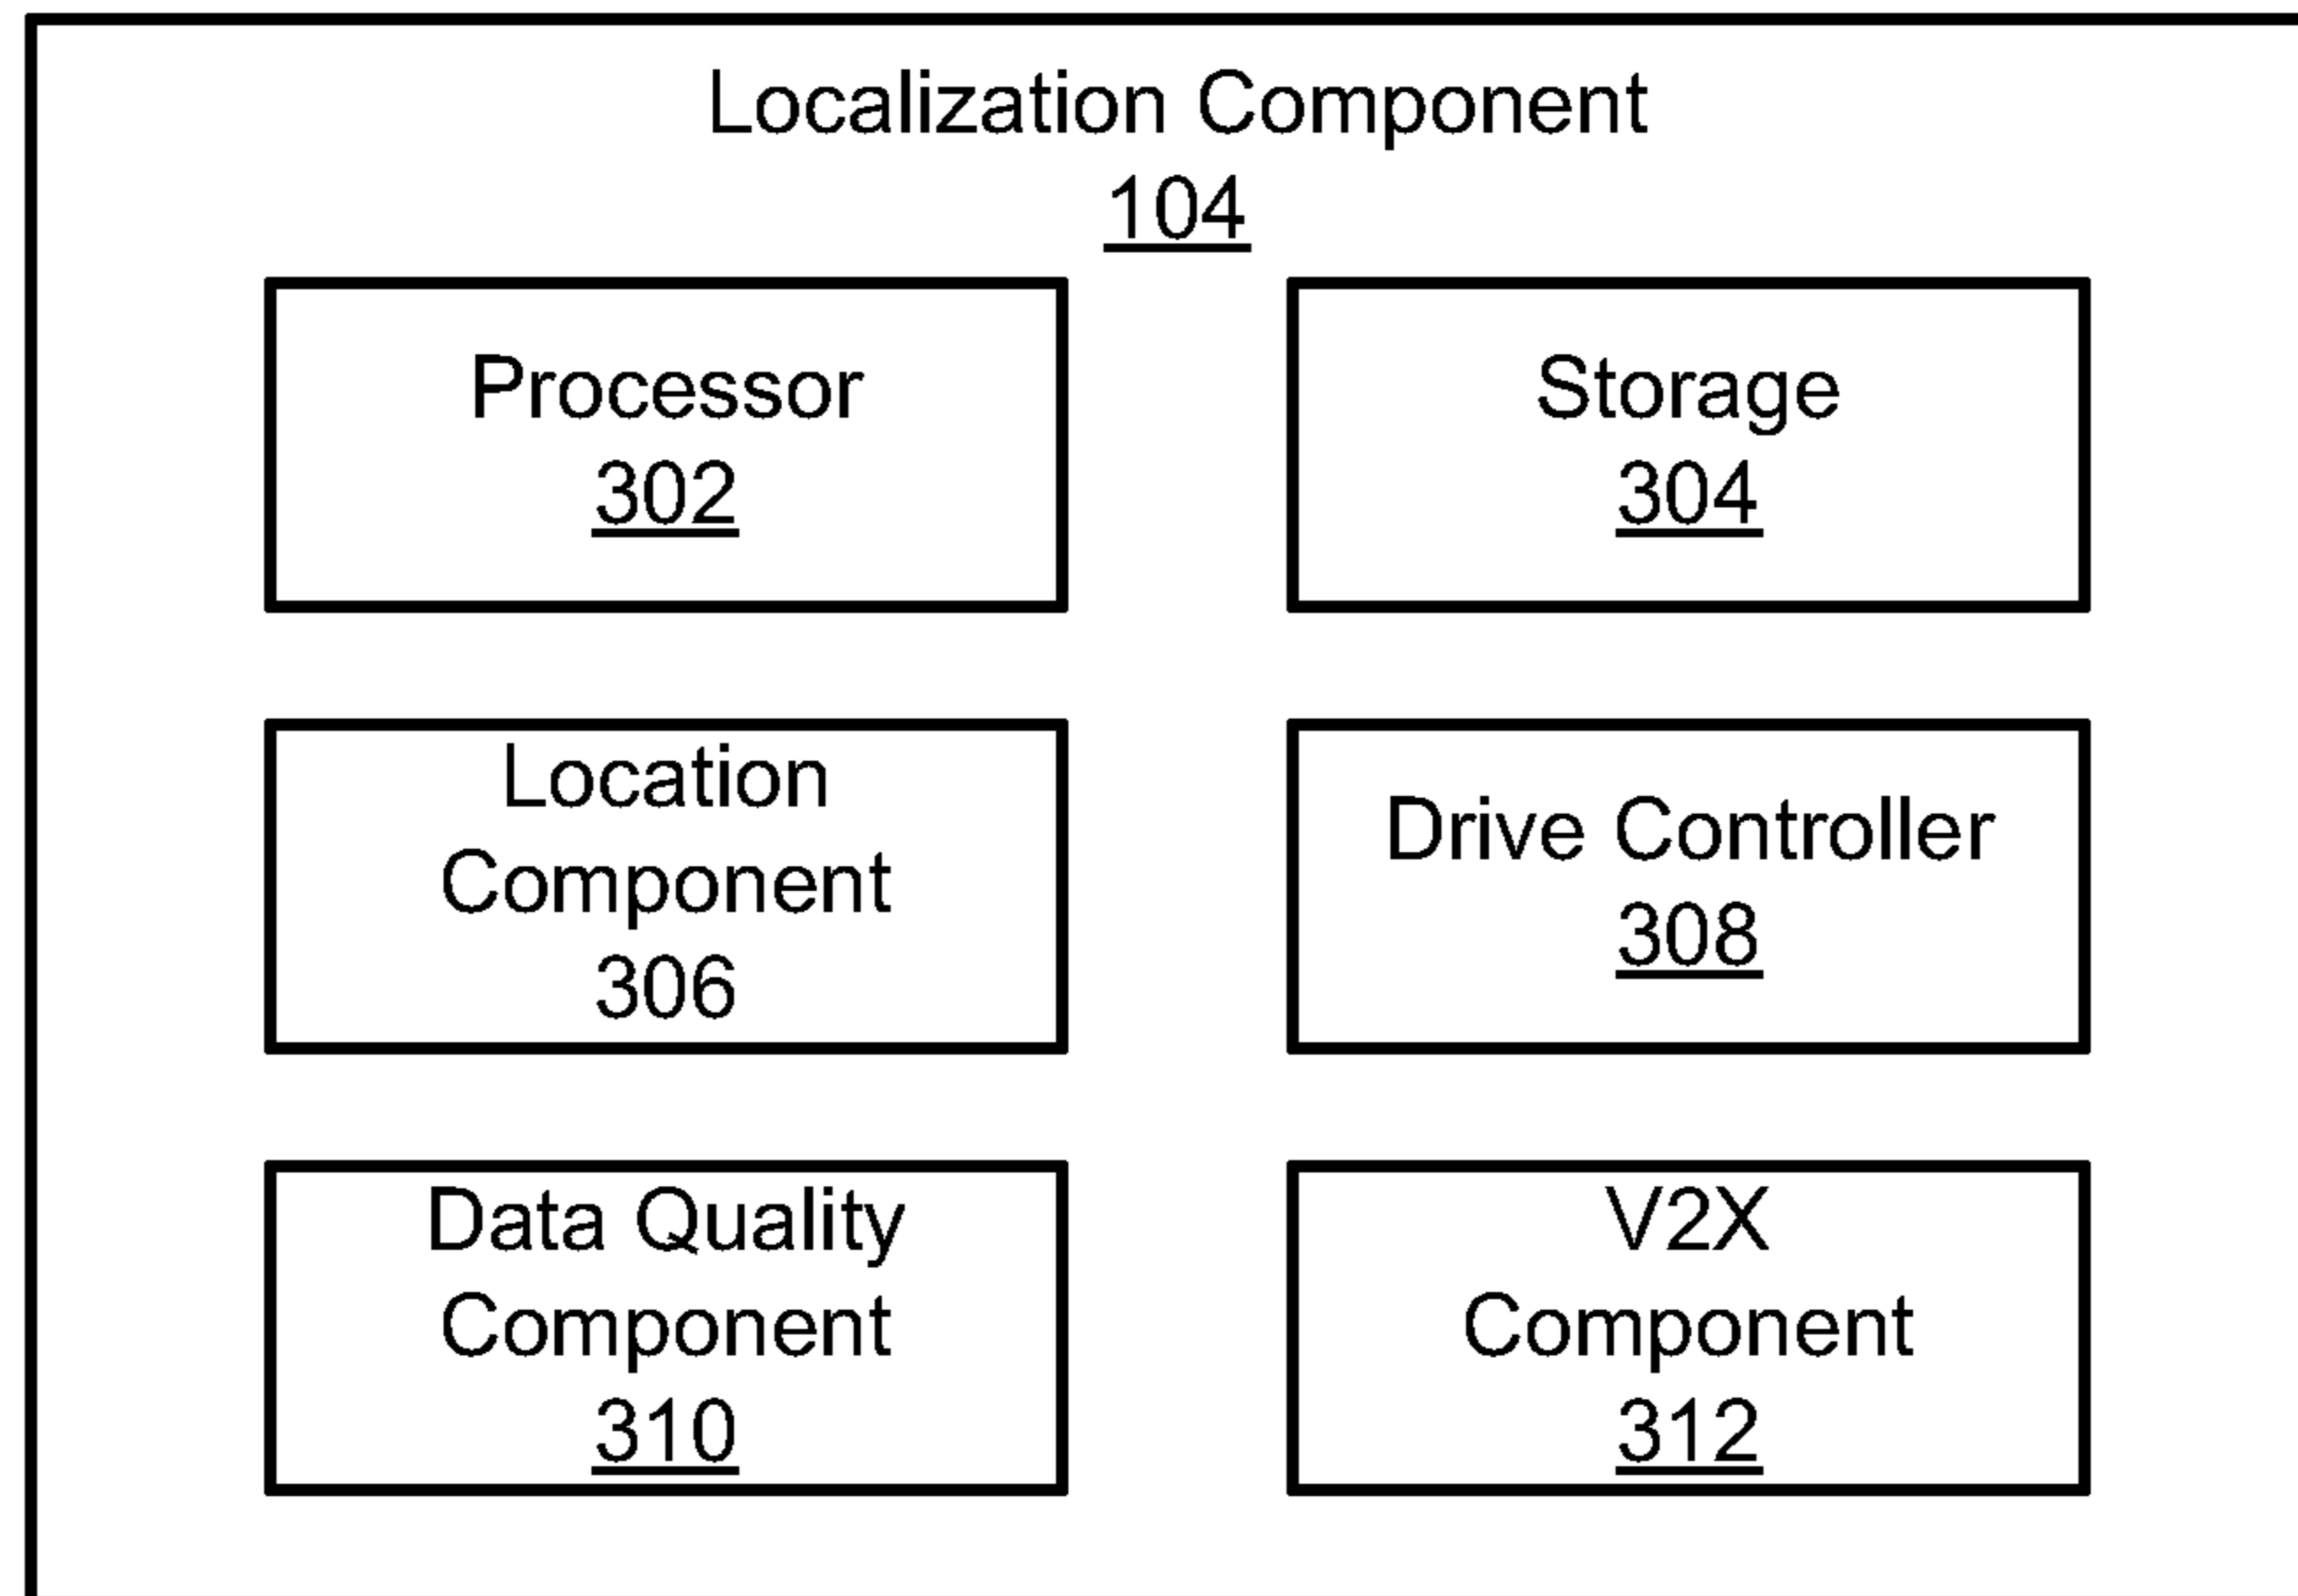 Localization Component
104
Processor
302
Storage
304
Location
Component
306
Drive Controller
308
Data Quality
Component
310
V2X
Component
312